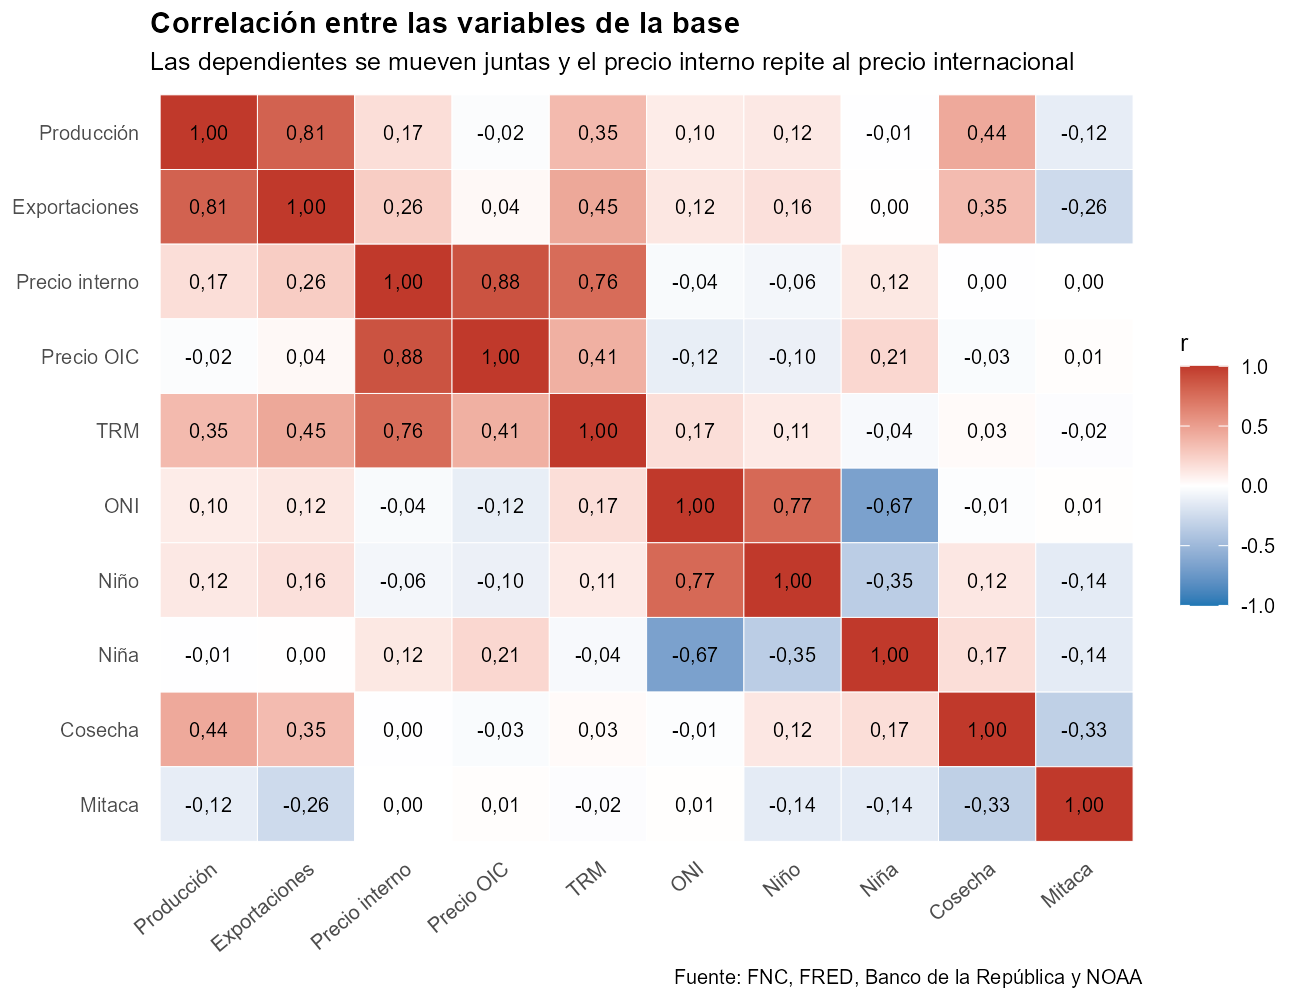 Correlación entre las variables de la base
Las dependientes se mueven juntas y el precio interno repite al precio internacional
Producción 1,00 0,81 0,17 -0,02 0,35 0,10 0,12 -0,01 0,44 -0,12
Exportaciones 0,81 1,00 0,26 0,04 0,45 0,12 0,16 0,00 0,35 -0,26
Precio interno 0,17 0,26 1,00 0,88 0,76 -0,04 -0,06 0,12 0,00 0,00
Precio OIC -0,02 0,04 0,88 1,00 0,41 -0,12 -0,10 0,21 -0,03 0,01
TRM 0,35 0,45 0,76 0,41 1,00 0,17 0,11 -0,04 0,03 -0,02
ONI 0,10 0,12 -0,04 -0,12 0,17 1,00 0,77 -0,67 -0,01 0,01
Niño 0,12 0,16 -0,06 -0,10 0,11 0,77 1,00 -0,35 0,12 -0,14
Niña -0,01 0,00 0,12 0,21 -0,04 -0,67 -0,35 1,00 0,17 -0,14
Cosecha 0,44 0,35 0,00 -0,03 0,03 -0,01 0,12 0,17 1,00 -0,33
Mitaca -0,12 -0,26 0,00 0,01 -0,02 0,01 -0,14 -0,14 -0,33 1,00
Producción Exportaciones Precio interno Precio OIC TRM ONI Niño Niña Cosecha Mitaca
r
1.0
0.5
0.0
-0.5
-1.0
Fuente: FNC, FRED, Banco de la República y NOAA